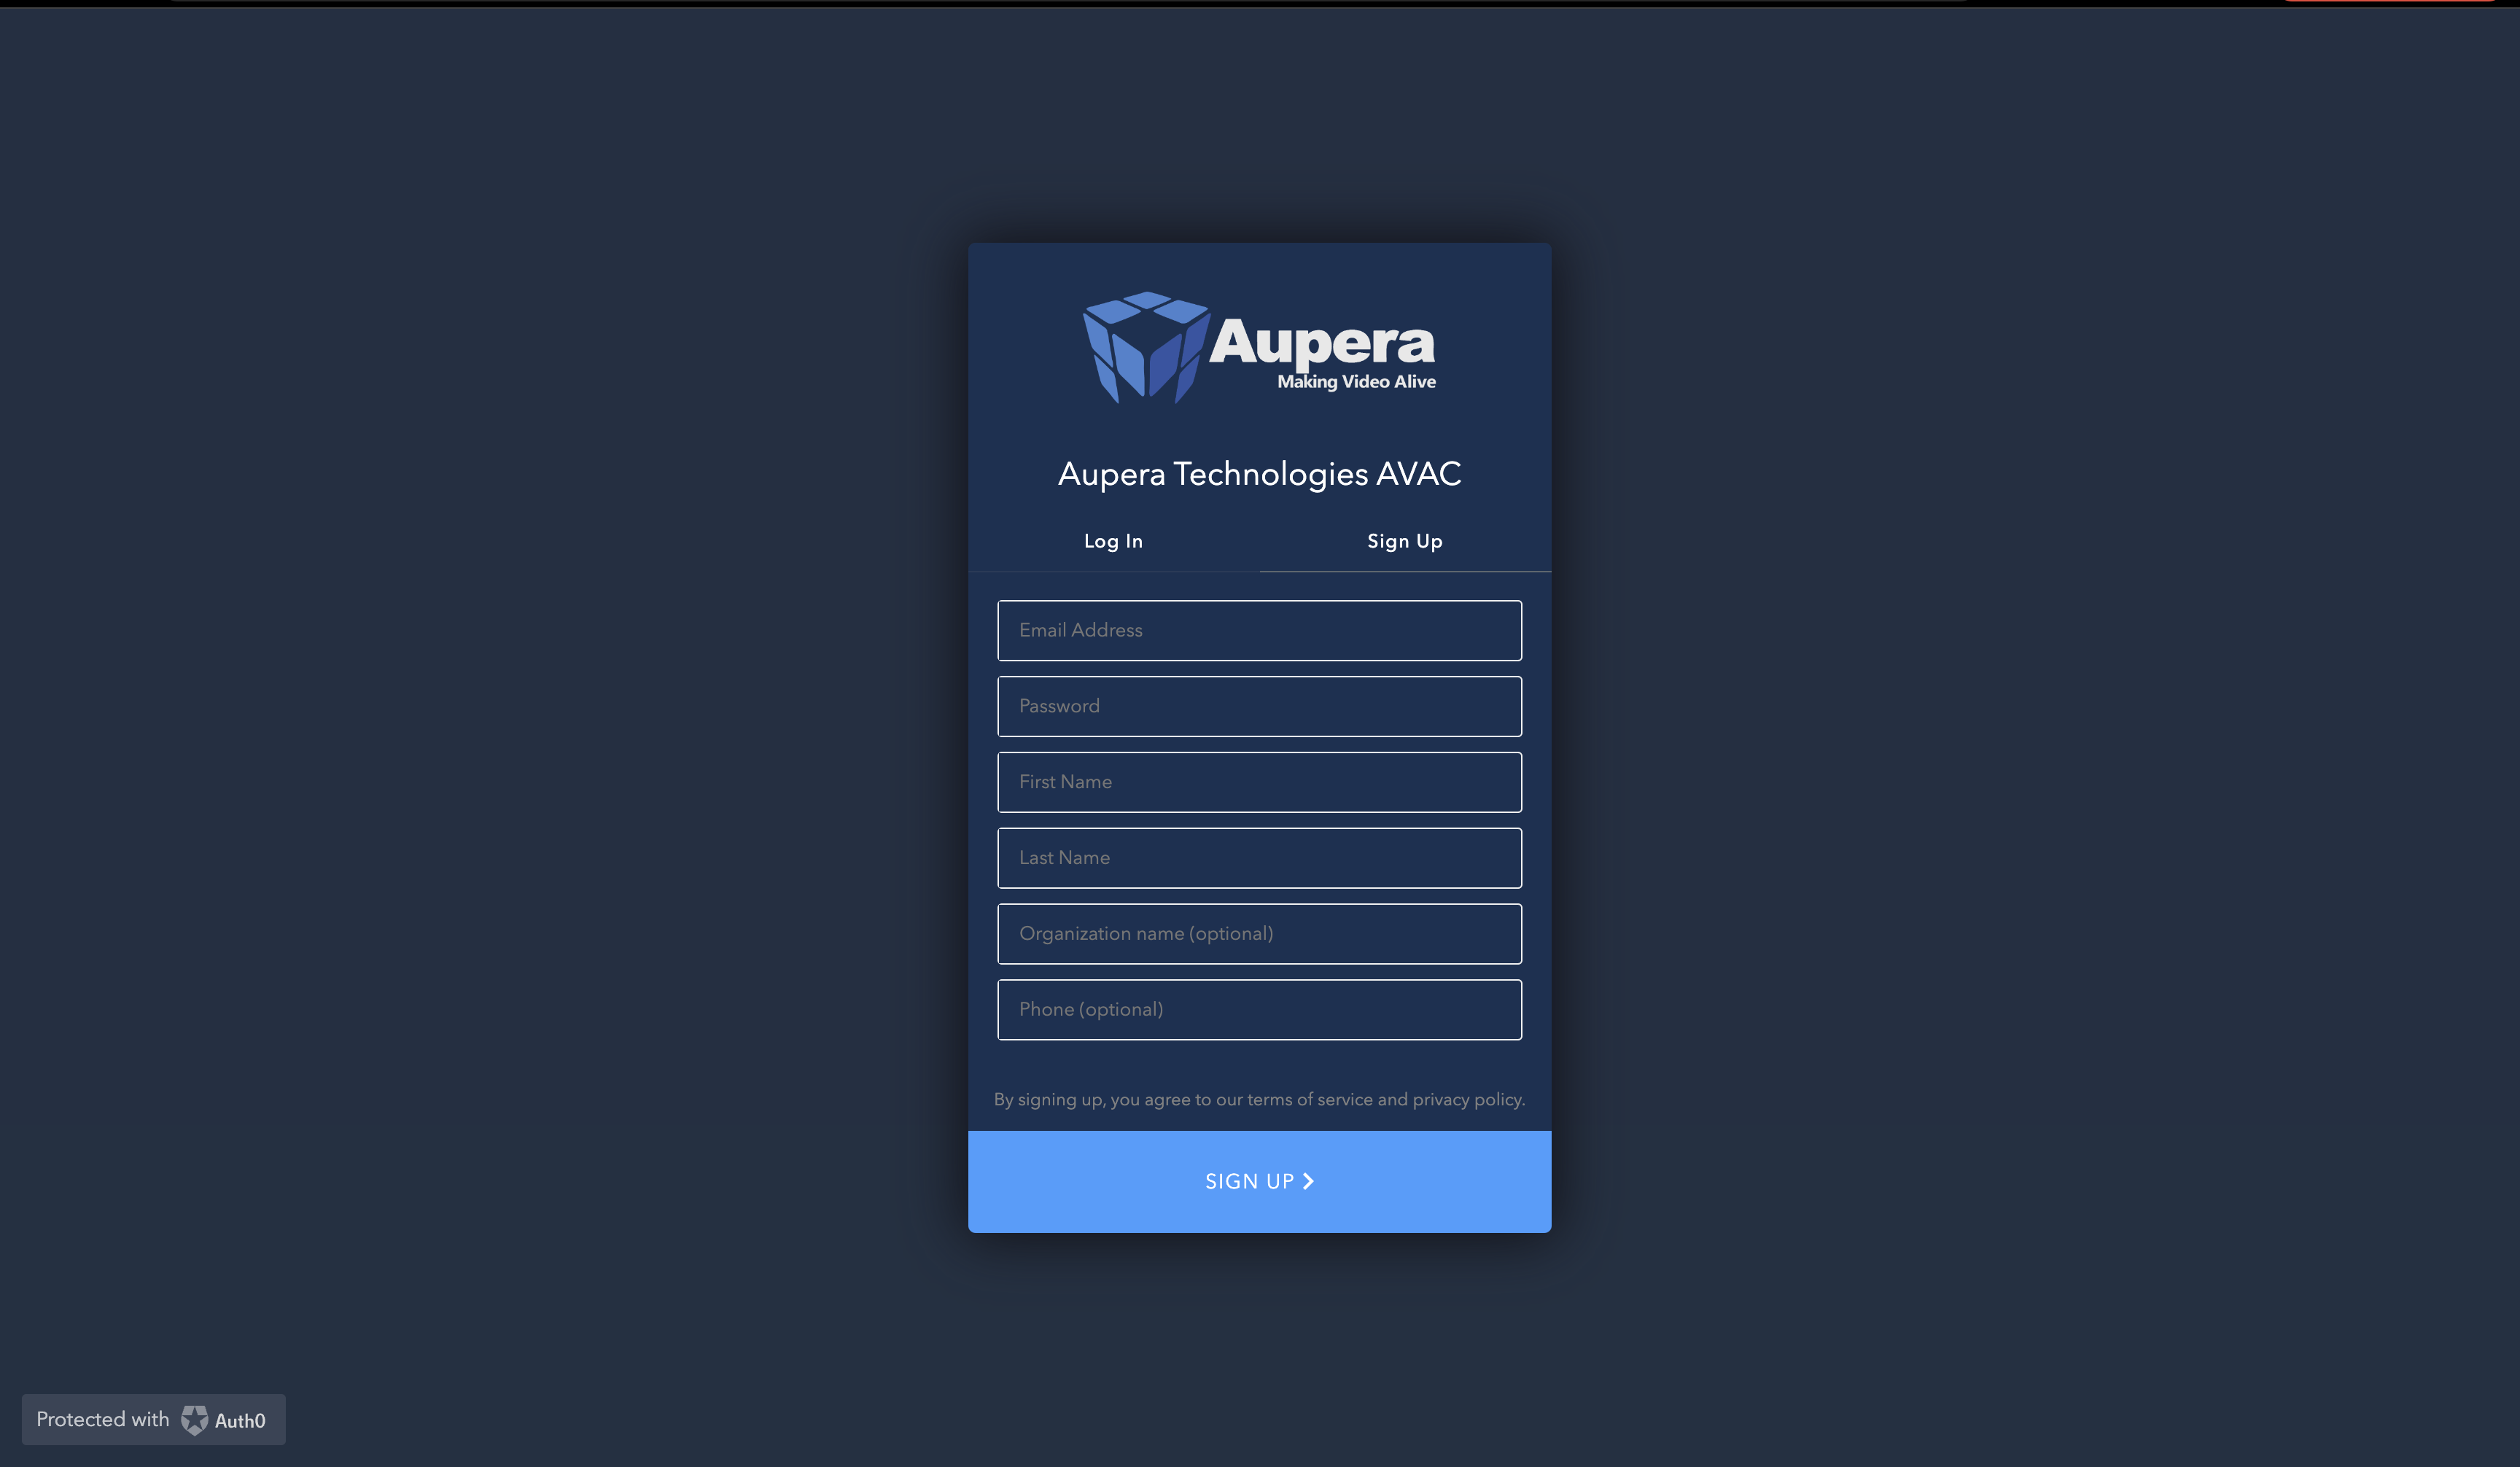 Aupera
Making Video Alive
Aupera Technologies AVAC
Log In
Sign Up
Email Address
Password
First Name
Last Name
Organization name (optional)
Phone (optional)
By signing up, you agree to our terms of service and privacy policy.
SIGN UP
Protected with Auth0